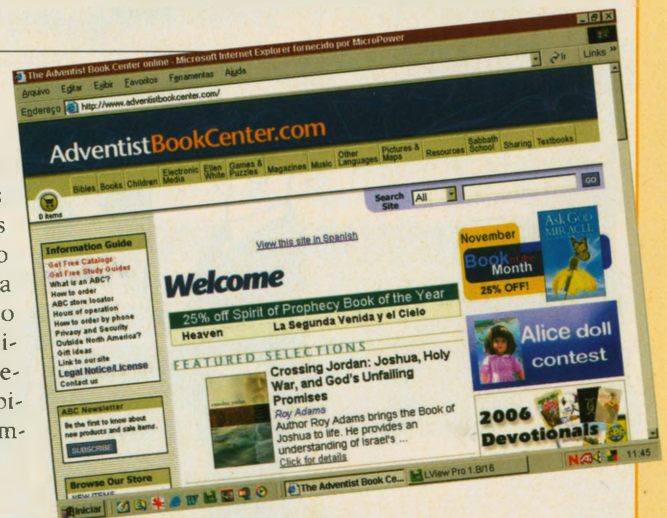 The Adventist Book Center online - Microsoft Internet Explorer fornecido por MicroPower
Arquivo Editar Exibir Favoritos Ferramentas Ajuda
Endereço http://www.adventistbookcenter.com/
Ir Links »
AdventistBookCenter.com
0 items
Bibles Books Children Electronic Media Ellen White Games & Puzzles Magazines Music Other Languages Pictures & Maps Resources Sabbath School Sharing Textbooks
Search Site All GO
Information Guide
Get Free Catalogs
Get Free Study Guides
What is an ABC?
How to order
ABC store locator
Hours of operation
How to order by phone
Privacy and Security
Outside North America?
Gift ideas
Link to our site
Legal Notice/License
Contact us
ABC Newsletter
Be the first to know about
new products and sale items.
SUBSCRIBE
Browse Our Store
NEW ITEMS
View this site in Spanish
Welcome
25% off Spirit of Prophecy Book of the Year
Heaven La Segunda Venida y el Cielo
FEATURED SELECTIONS
Crossing Jordan: Joshua, Holy
War, and God's Unfailing
Promises
Roy Adams
Author Roy Adams brings the Book of
Joshua to life. He provides an
understanding of Israel's ...
Click for details
November
Book of the
Month
25% OFF!
Ask God
MIRACLE
Alice doll
contest
2006
Devotionals
Iniciar
The Adventist Book Ce...
LView Pro 1.B/16
11:45
s
s
o
a
o
i-
e-
oi-
m-